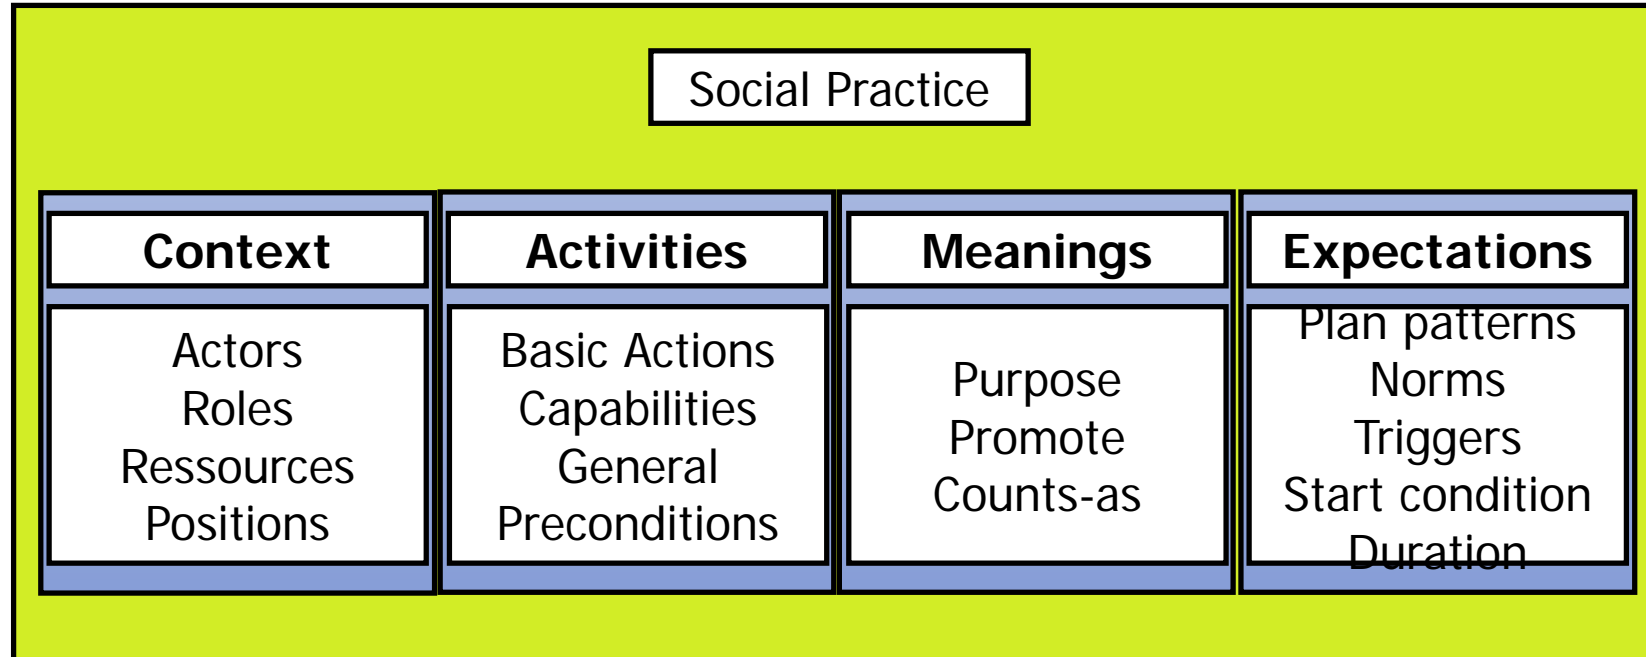 Social Practice
Context
Actors
Roles
Ressources
Positions
Activities
Basic Actions
Capabilities
General
Preconditions
Meanings
Purpose
Promote
Counts-as
Expectations
Plan patterns
Norms
Triggers
Start condition
Duration